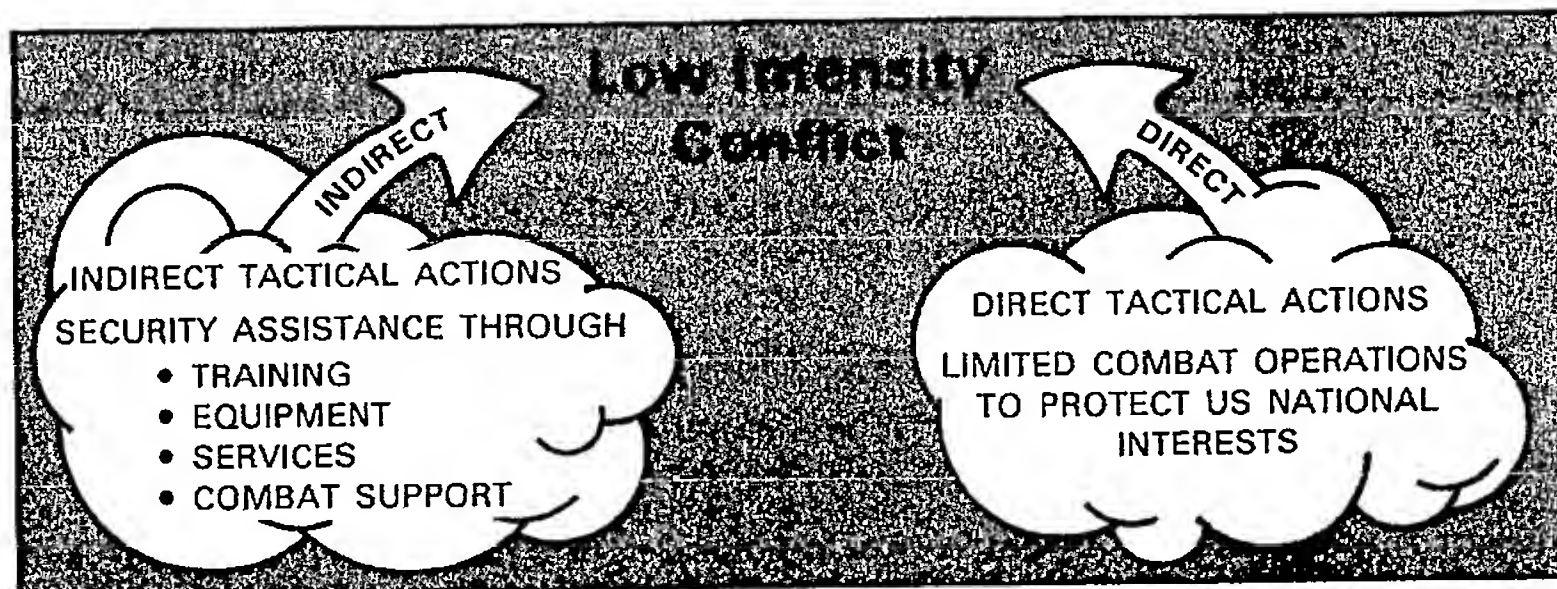 Low Intensity
Conflict
INDIRECT
DIRECT
INDIRECT TACTICAL ACTIONS
SECURITY ASSISTANCE THROUGH
• TRAINING
• EQUIPMENT
• SERVICES
• COMBAT SUPPORT
DIRECT TACTICAL ACTIONS
LIMITED COMBAT OPERATIONS
TO PROTECT US NATIONAL
INTERESTS